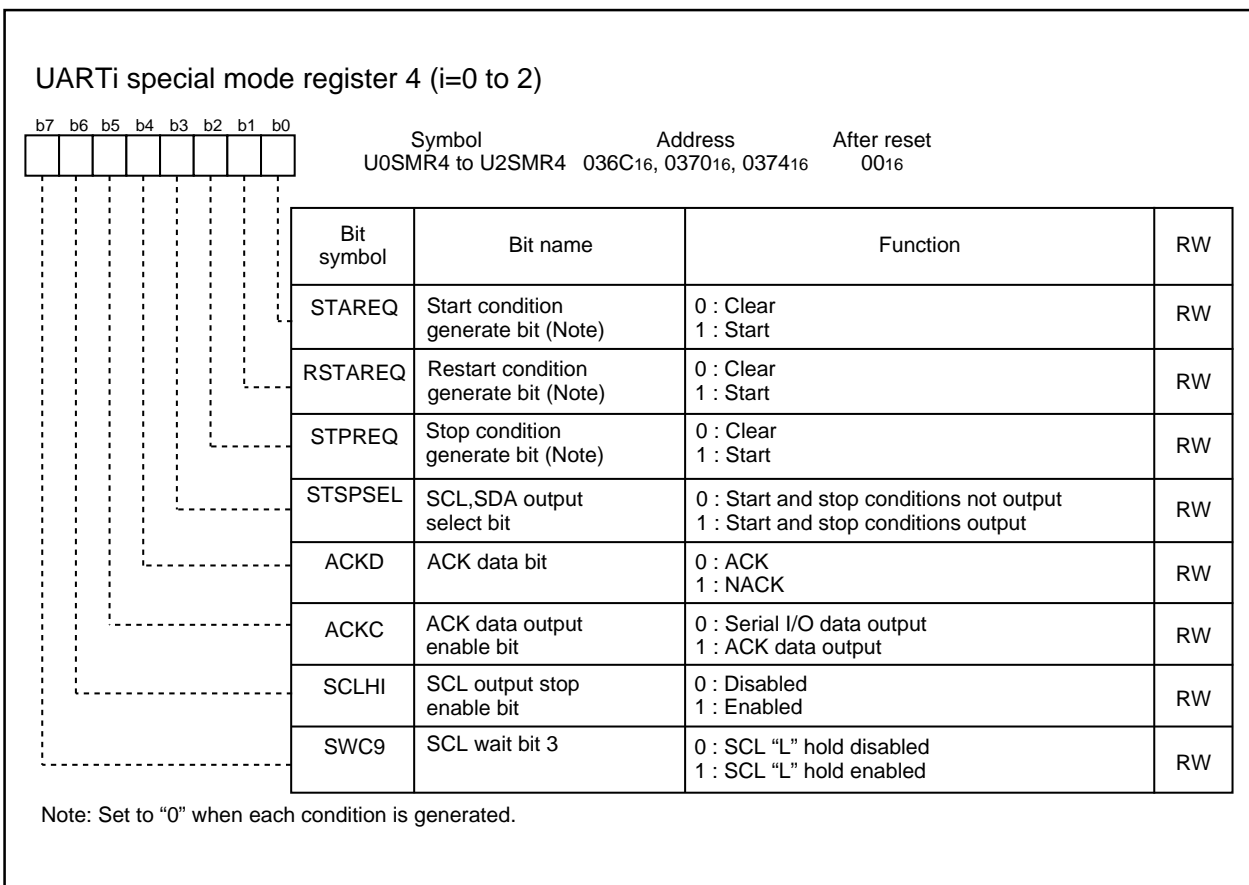 UARTi special mode register 4 (i=0 to 2)
b7 b6 b5 b4 b3 b2 b1 b0
Symbol Address After reset
U0SMR4 to U2SMR4 036C16, 037016, 037416 0016
Bit symbol Bit name Function RW
STAREQ Start condition 0 : Clear RW
generate bit (Note) 1 : Start
RSTAREQ Restart condition 0 : Clear RW
generate bit (Note) 1 : Start
STPREQ Stop condition 0 : Clear RW
generate bit (Note) 1 : Start
STSPSEL SCL,SDA output 0 : Start and stop conditions not output RW
select bit 1 : Start and stop conditions output
ACKD ACK data bit 0 : ACK RW
1 : NACK
ACKC ACK data output 0 : Serial I/O data output RW
enable bit 1 : ACK data output
SCLHI SCL output stop 0 : Disabled RW
enable bit 1 : Enabled
SWC9 SCL wait bit 3 0 : SCL “L” hold disabled RW
1 : SCL “L” hold enabled
Note: Set to “0” when each condition is generated.